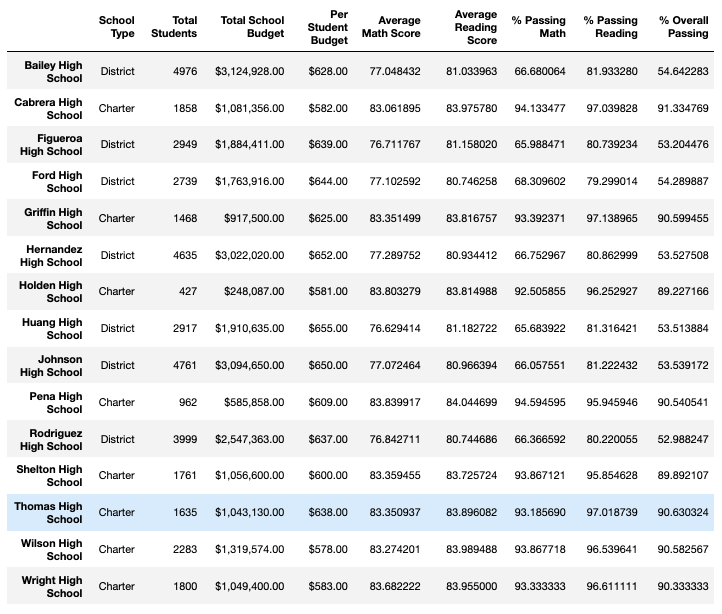 School Type Total Students Total School Budget Per Student Budget Average Math Score Average Reading Score % Passing Math % Passing Reading % Overall Passing
Bailey High School District 4976 $3,124,928.00 $628.00 77.048432 81.033963 66.680064 81.933280 54.642283
Cabrera High School Charter 1858 $1,081,356.00 $582.00 83.061895 83.975780 94.133477 97.039828 91.334769
Figueroa High School District 2949 $1,884,411.00 $639.00 76.711767 81.158020 65.988471 80.739234 53.204476
Ford High School District 2739 $1,763,916.00 $644.00 77.102592 80.746258 68.309602 79.299014 54.289887
Griffin High School Charter 1468 $917,500.00 $625.00 83.351499 83.816757 93.392371 97.138965 90.599455
Hernandez High School District 4635 $3,022,020.00 $652.00 77.289752 80.934412 66.752967 80.862999 53.527508
Holden High School Charter 427 $248,087.00 $581.00 83.803279 83.814988 92.505855 96.252927 89.227166
Huang High School District 2917 $1,910,635.00 $655.00 76.629414 81.182722 65.683922 81.316421 53.513884
Johnson High School District 4761 $3,094,650.00 $650.00 77.072464 80.966394 66.057551 81.222432 53.539172
Pena High School Charter 962 $585,858.00 $609.00 83.839917 84.044699 94.594595 95.945946 90.540541
Rodriguez High School District 3999 $2,547,363.00 $637.00 76.842711 80.744686 66.366592 80.220055 52.988247
Shelton High School Charter 1761 $1,056,600.00 $600.00 83.359455 83.725724 93.867121 95.854628 89.892107
Thomas High School Charter 1635 $1,043,130.00 $638.00 83.350937 83.896082 93.185690 97.018739 90.630324
Wilson High School Charter 2283 $1,319,574.00 $578.00 83.274201 83.989488 93.867718 96.539641 90.582567
Wright High School Charter 1800 $1,049,400.00 $583.00 83.682222 83.955000 93.333333 96.611111 90.333333